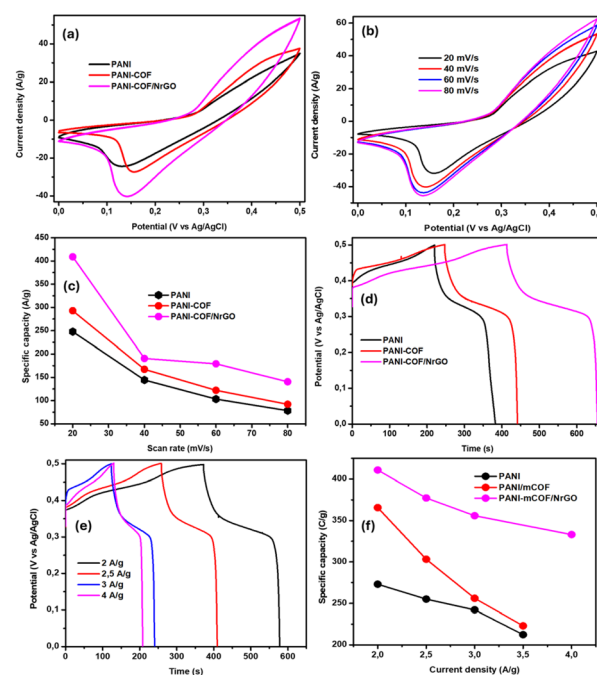 (a)
PANI
PANI-COF
PANI-COF/NrGO
Current density (A/g)
40
20
0
-20
-40
0,0
0,1
0,2
0,3
0,4
0,5
Potential (V vs Ag/AgCl)
(b)
20 mV/s
40 mV/s
60 mV/s
80 mV/s
Current density (A/g)
60
40
20
0
-20
-40
0,0
0,1
0,2
0,3
0,4
0,5
Potential (V vs Ag/AgCl)
(c)
PANI
PANI-COF
PANI-COF/NrGO
Specific capacity (A/g)
450
400
350
300
250
200
150
100
50
20
30
40
50
60
70
80
Scan rate (mV/s)
(d)
PANI
PANI-COF
PANI-COF/NrGO
Potential (V vs Ag/AgCl)
0,5
0,4
0,3
0,2
0,1
0,0
0
200
400
600
Time (s)
(e)
2 A/g
2,5 A/g
3 A/g
4 A/g
Potential (V vs Ag/AgCl)
0,5
0,4
0,3
0,2
0,1
0,0
0
100
200
300
400
500
600
Time (s)
(f)
PANI
PANI/mCOF
PANI-mCOF/NrGO
Specific capacity (C/g)
450
400
350
300
250
200
2,0
2,5
3,0
3,5
4,0
Current density (A/g)